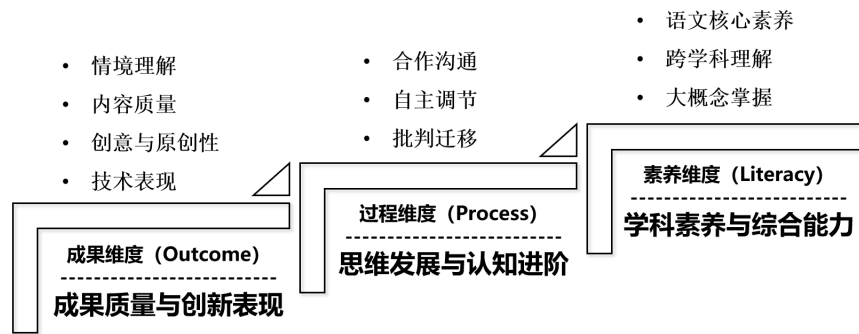 情境理解
内容质量
创意与原创性
技术表现
成果维度（Outcome）
成果质量与创新表现
合作沟通
自主调节
批判迁移
过程维度（Process）
思维发展与认知进阶
语文核心素养
跨学科理解
大概念掌握
素养维度（Literacy）
学科素养与综合能力